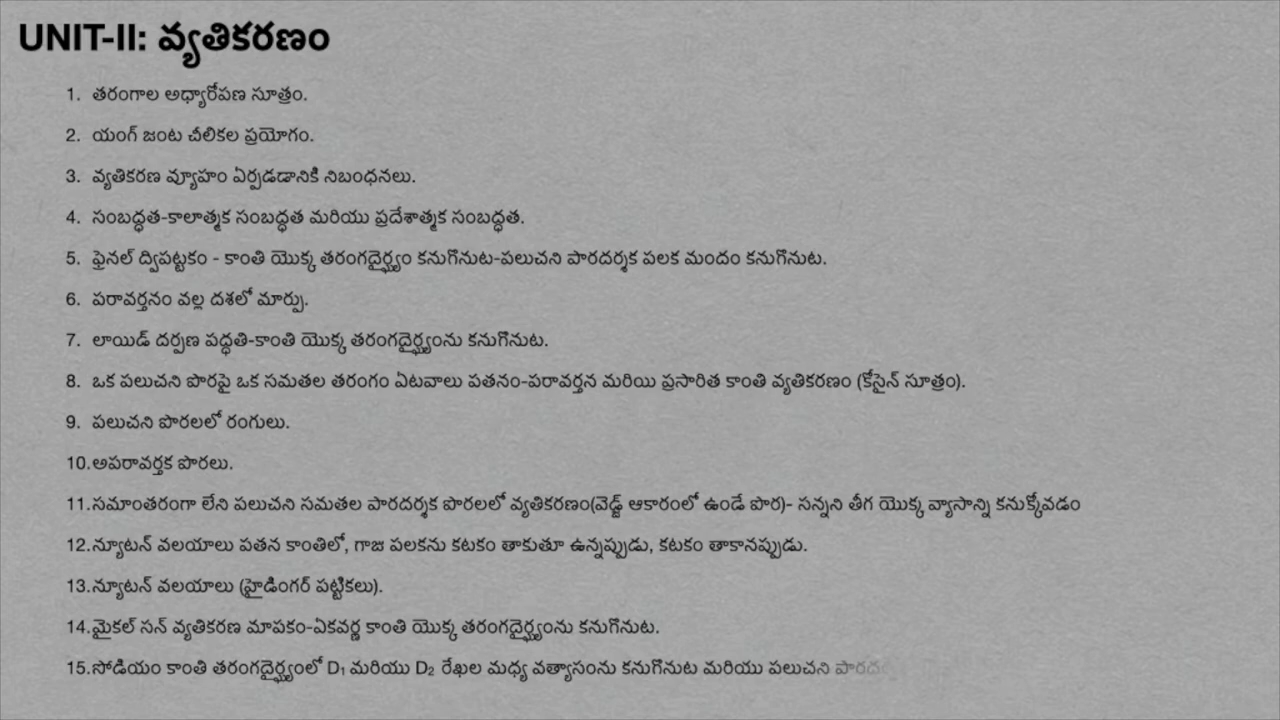 UNIT-II: వ్యతికరణం
1. తరంగాల అధ్యారోపణ సూత్రం.
2. యంగ్ జంట చీలికల ప్రయోగం.
3. వ్యతికరణ వ్యూహం ఏర్పడడానికి నిబంధనలు.
4. సంబద్ధత-కాలాత్మక సంబద్ధత మరియు ప్రదేశాత్మక సంబద్ధత.
5. ఫ్రెనల్ ద్విపట్టకం - కాంతి యొక్క తరంగదైర్ఘ్యం కనుగొనుట-పలుచని పారదర్శక పలక మందం కనుగొనుట.
6. పరావర్తనం వల్ల దశలో మార్పు.
7. లాయిడ్ దర్పణ పద్ధతి-కాంతి యొక్క తరంగదైర్ఘ్యంను కనుగొనుట.
8. ఒక పలుచని పొరపై ఒక సమతల తరంగం ఏటవాలు పతనం-పరావర్తన మరియి ప్రసారిత కాంతి వ్యతికరణం (కోసైన్ సూత్రం).
9. పలుచని పొరలలో రంగులు.
10.అపరావర్తక పొరలు.
11.సమాంతరంగా లేని పలుచని సమతల పారదర్శక పొరలలో వ్యతికరణం(వెడ్జ్ ఆకారంలో ఉండే పొర)- సన్నని తీగ యొక్క వ్యాసాన్ని కనుక్కోవడం
12.న్యూటన్ వలయాలు పతన కాంతిలో, గాజు పలకను కటకం తాకుతూ ఉన్నప్పుడు, కటకం తాకానప్పుడు.
13.న్యూటన్ వలయాలు (హైడింగర్ పట్టికలు).
14.మైకల్ సన్ వ్యతికరణ మాపకం-ఏకవర్ణ కాంతి యొక్క తరంగదైర్ఘ్యంను కనుగొనుట.
15.సోడియం కాంతి తరంగదైర్ఘ్యంలో D₁ మరియు D₂ రేఖల మధ్య వత్యాసంను కనుగొనుట మరియు పలుచని